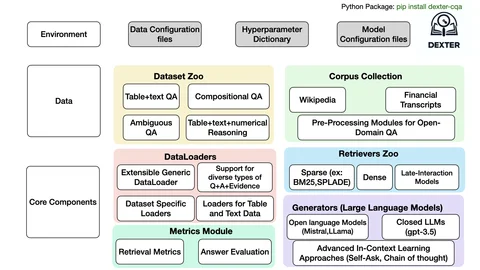 Python Package: pip install dexter-cqa
Environment
Data Configuration
files
Hyperparameter
Dictionary
Model
Configuration files
DEXTER
Data
Dataset Zoo
Table+text QA
Compositional QA
Ambiguous
QA
Table+text+numerical
Reasoning
Corpus Collection
Wikipedia
Financial
Transcripts
Pre-Processing Modules for Open-
Domain QA
Core Components
DataLoaders
Extensible Generic
DataLoader
Support for
diverse types of
Q+A+Evidence
Dataset Specific
Loaders
Loaders for Table
and Text Data
Retrievers Zoo
Sparse (ex:
BM25,SPLADE)
Dense
Late-Interaction
Models
Metrics Module
Retrieval Metrics
Answer Evaluation
Generators (Large Language Models)
Open language Models
(Mistral,LLama)
Closed LLMs
(gpt-3.5)
Advanced In-Context Learning
Approaches (Self-Ask, Chain of thought)